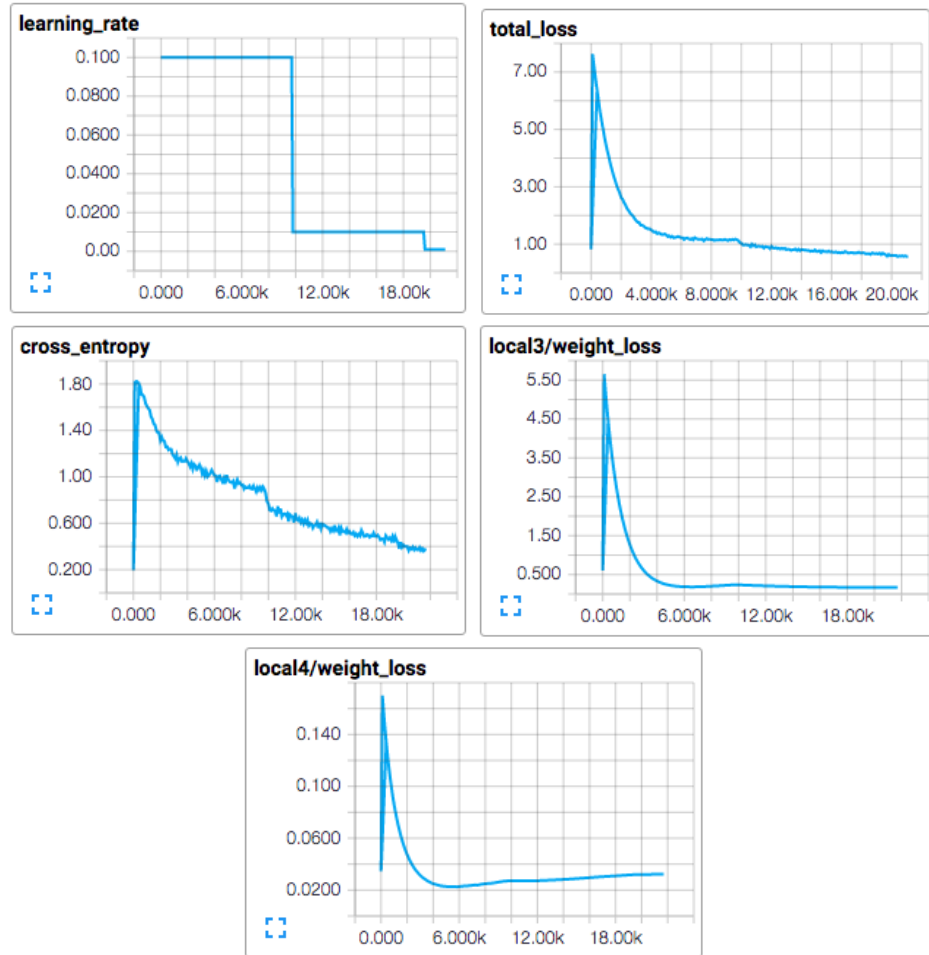 learning_rate
0.100
0.0800
0.0600
0.0400
0.0200
0.00
0.000 6.000k 12.00k 18.00k
total_loss
7.00
5.00
3.00
1.00
0.000 4.000k 8.000k 12.00k 16.00k 20.00k
cross_entropy
1.80
1.40
1.00
0.600
0.200
0.000 6.000k 12.00k 18.00k
local3/weight_loss
5.50
4.50
3.50
2.50
1.50
0.500
0.000 6.000k 12.00k 18.00k
local4/weight_loss
0.140
0.100
0.0600
0.0200
0.000 6.000k 12.00k 18.00k